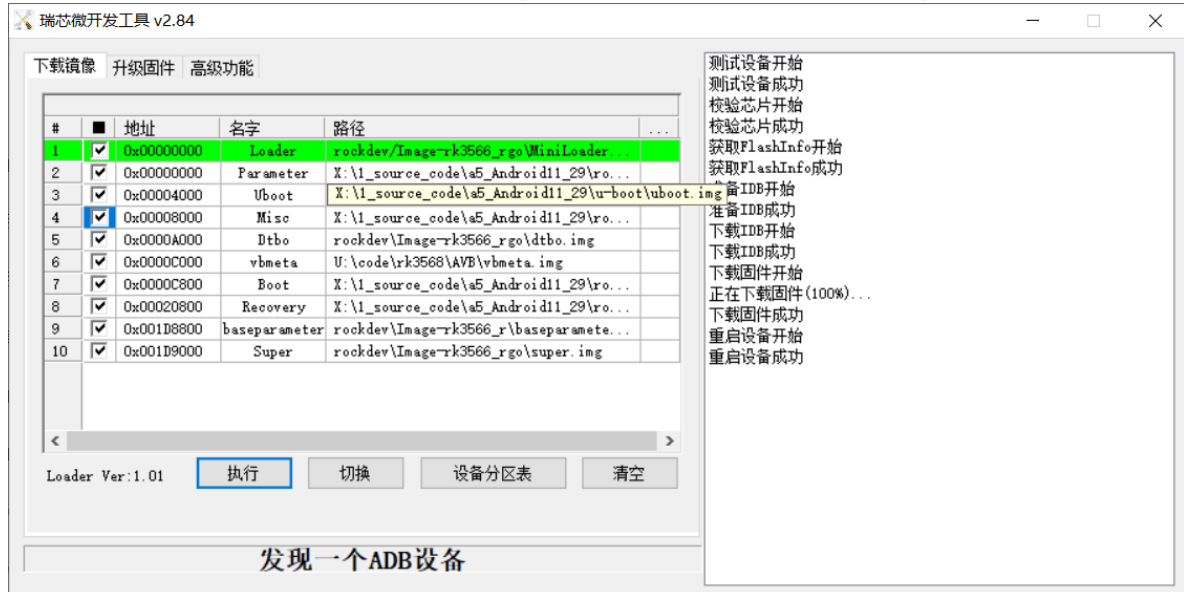 瑞芯微开发工具 v2.84
下载镜像 升级固件 高级功能
# 地址 名字 路径 ...
1 0x00000000 Loader rockdev/Image-rk3566_rgo\MiniLoader...
2 0x00000000 Parameter X:\1_source_code\a5_Android11_29\ro...
3 0x00004000 Uboot X:\1_source_code\a5_Android11_29\u-boot\uboot.img
4 0x00008000 Misc X:\1_source_code\a5_Android11_29\ro...
5 0x0000A000 Dtbo rockdev\Image-rk3566_rgo\dtbo.img
6 0x0000C000 vbmeta U:\code\rk3568\AVB\vbmeta.img
7 0x0000C800 Boot X:\1_source_code\a5_Android11_29\ro...
8 0x00020800 Recovery X:\1_source_code\a5_Android11_29\ro...
9 0x001D8800 baseparameter rockdev\Image-rk3566_r\baseparamete...
10 0x001D9000 Super rockdev\Image-rk3566_rgo\super.img
Loader Ver:1.01 执行 切换 设备分区表 清空
发现一个ADB设备
测试设备开始
测试设备成功
校验芯片开始
校验芯片成功
获取FlashInfo开始
获取FlashInfo成功
备IDB开始
准备IDB成功
下载IDB开始
下载IDB成功
下载固件开始
正在下载固件(100%)...
下载固件成功
重启设备开始
重启设备成功